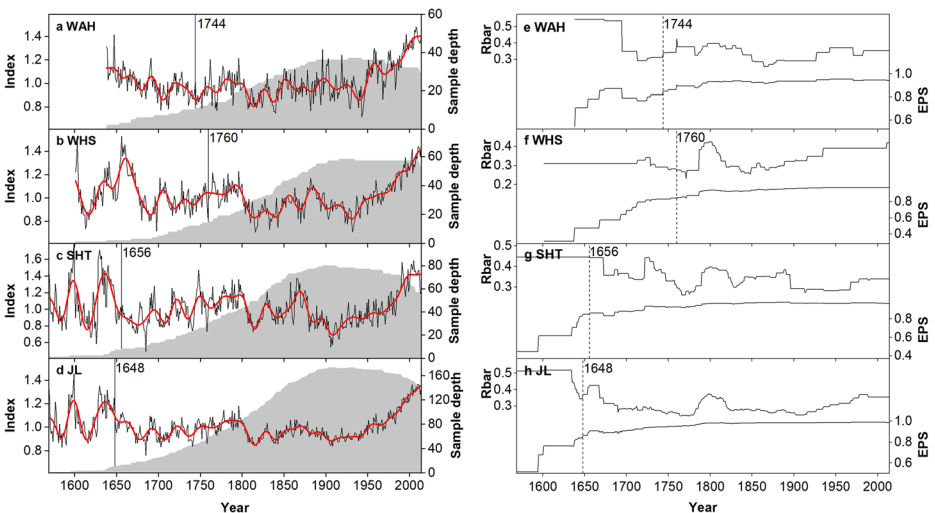 a WAH
1744
Index
1.4
1.2
1.0
0.8
60
40
20
0
Sample depth
b WHS
1760
Index
1.4
1.2
1.0
0.8
60
40
20
0
Sample depth
c SHT
1656
Index
1.6
1.4
1.2
1.0
0.8
0.6
80
60
40
20
0
Sample depth
d JL
1648
Index
1.4
1.2
1.0
0.8
160
120
80
40
0
Sample depth
1600 1650 1700 1750 1800 1850 1900 1950 2000
Year
e WAH
1744
Rbar
0.5
0.4
0.3
1.0
0.8
0.6
EPS
f WHS
1760
Rbar
0.4
0.3
0.2
0.8
0.6
0.4
EPS
g SHT
1656
Rbar
0.5
0.4
0.3
0.8
0.6
0.4
EPS
h JL
1648
Rbar
0.5
0.4
0.3
1.0
0.8
0.6
EPS
1600 1650 1700 1750 1800 1850 1900 1950 2000
Year